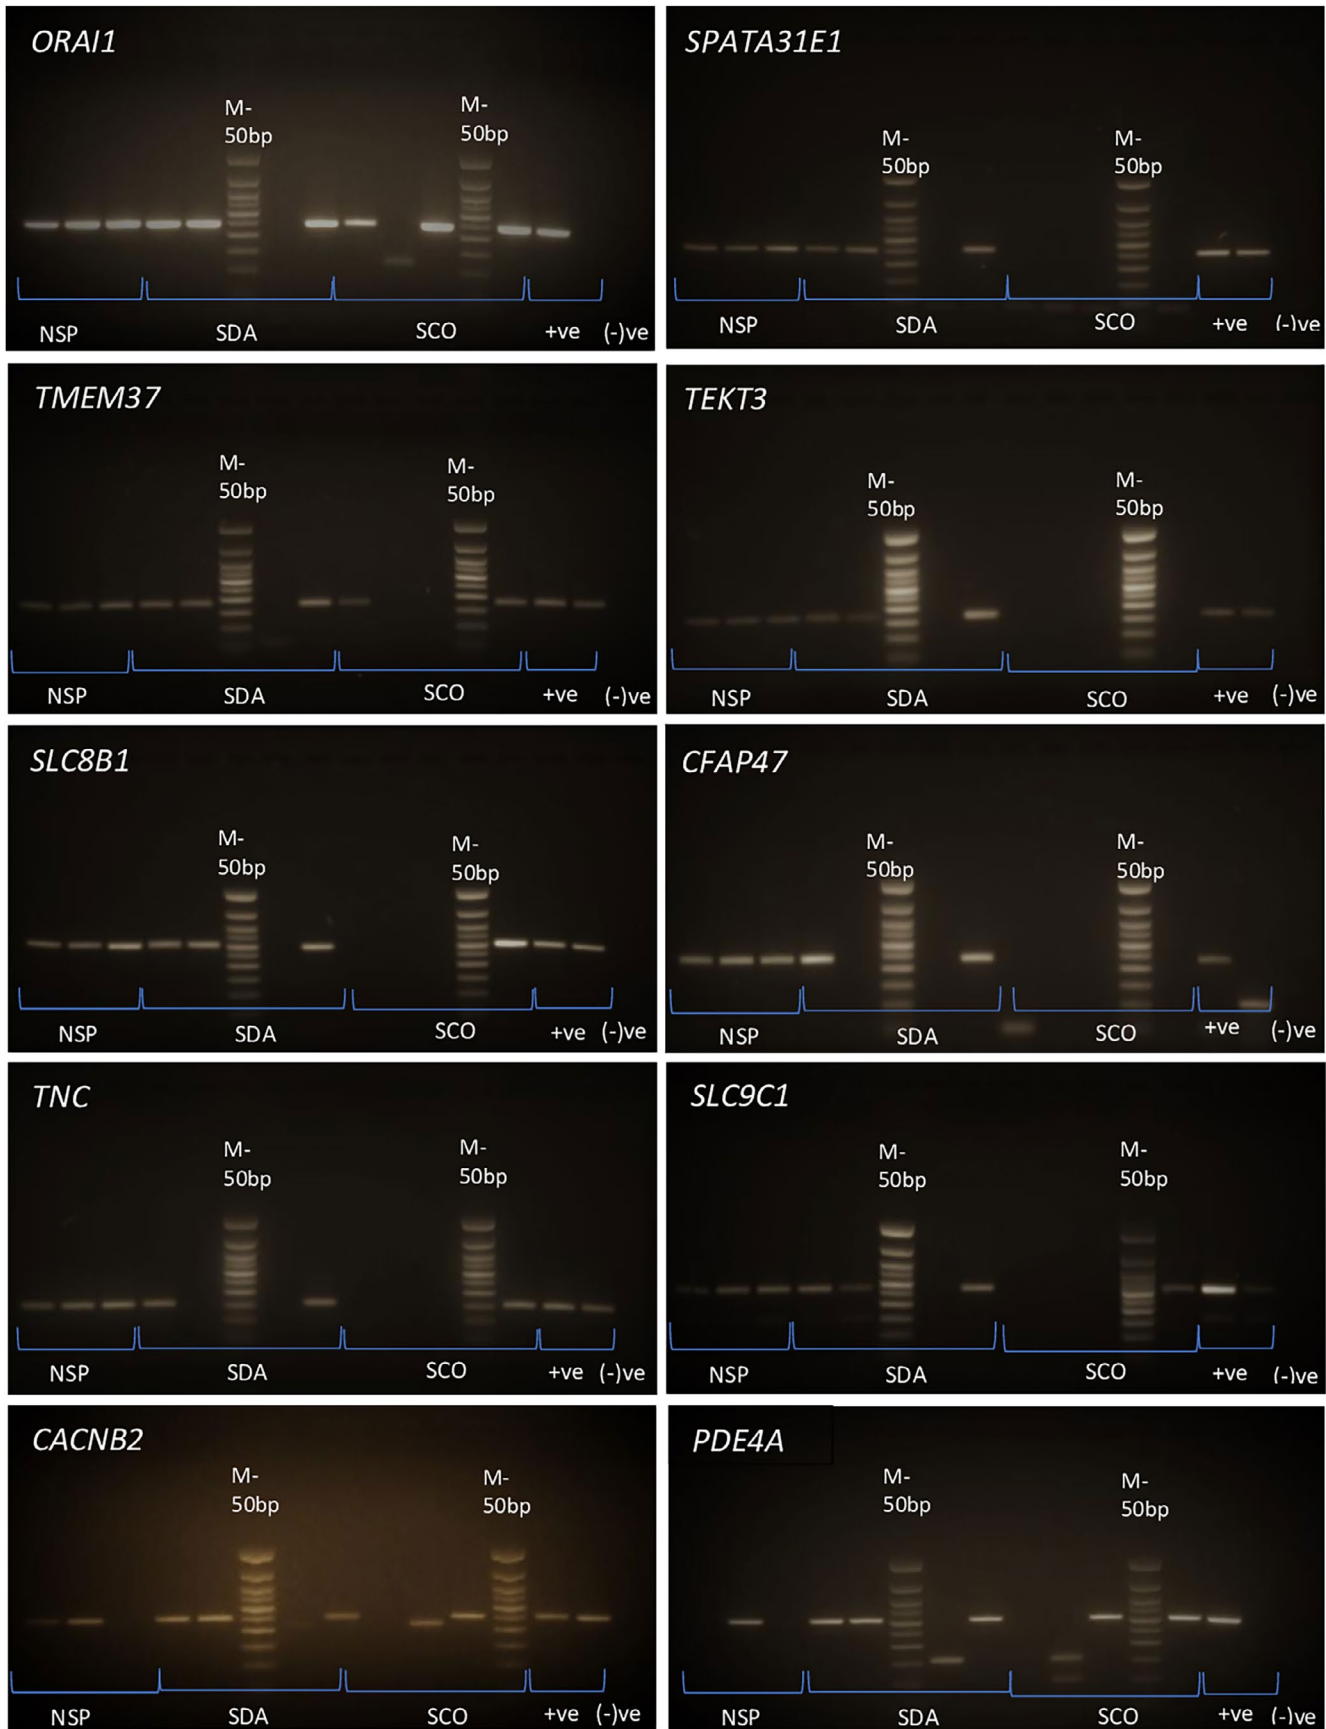 ORAI1
M-
50bp
M-
50bp
NSP
SDA
SCO
+ve
(-)ve
SPATA31E1
M-
50bp
M-
50bp
NSP
SDA
SCO
+ve
(-)ve
TMEM37
M-
50bp
M-
50bp
NSP
SDA
SCO
+ve
(-)ve
TEKT3
M-
50bp
M-
50bp
NSP
SDA
SCO
+ve
(-)ve
SLC8B1
M-
50bp
M-
50bp
NSP
SDA
SCO
+ve
(-)ve
CFAP47
M-
50bp
M-
50bp
NSP
SDA
SCO
+ve
(-)ve
TNC
M-
50bp
M-
50bp
NSP
SDA
SCO
+ve
(-)ve
SLC9C1
M-
50bp
M-
50bp
NSP
SDA
SCO
+ve
(-)ve
CACNB2
M-
50bp
M-
50bp
NSP
SDA
SCO
+ve
(-)ve
PDE4A
M-
50bp
M-
50bp
NSP
SDA
SCO
+ve
(-)ve